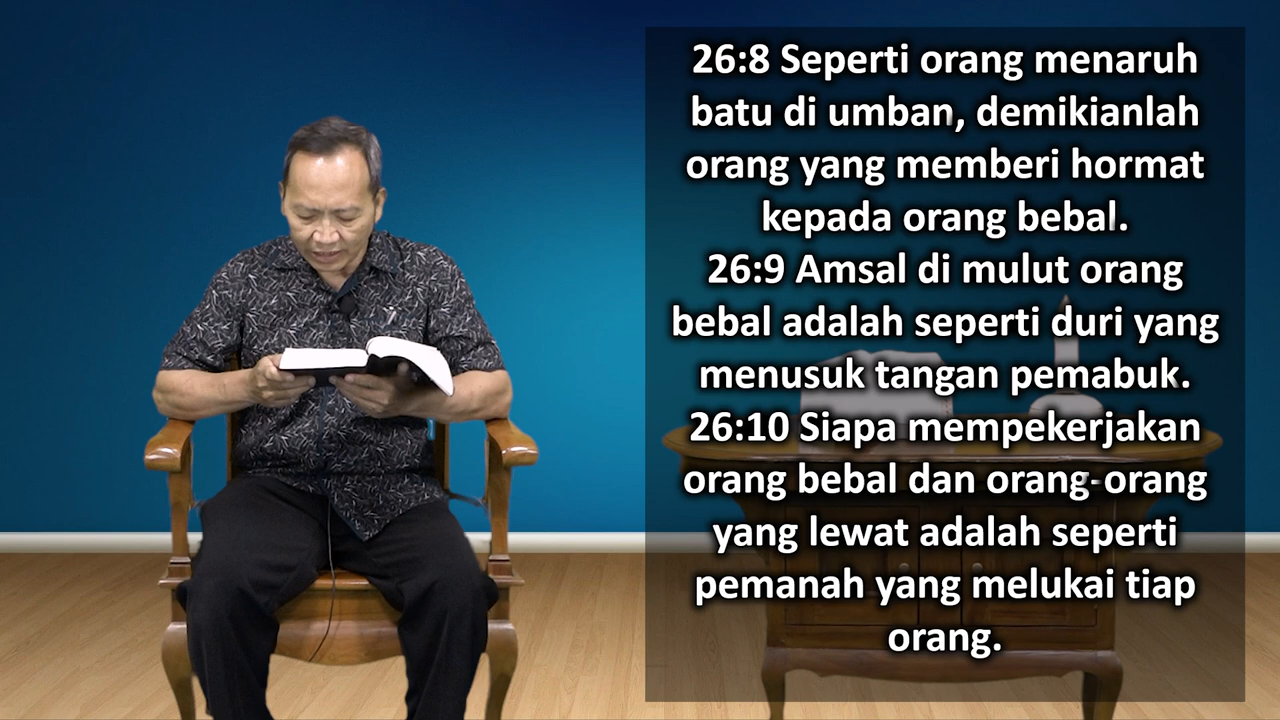 26:8 Seperti orang menaruh
batu di umban, demikianlah
orang yang memberi hormat
kepada orang bebal.
26:9 Amsal di mulut orang
bebal adalah seperti duri yang
menusuk tangan pemabuk.
26:10 Siapa mempekerjakan
orang bebal dan orang-orang
yang lewat adalah seperti
pemanah yang melukai tiap
orang.